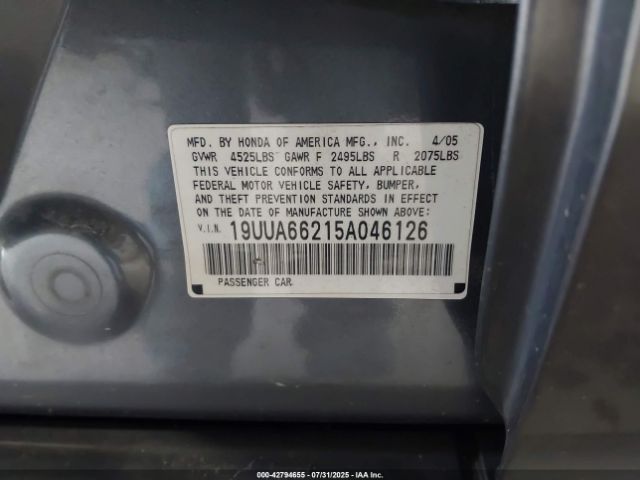 MFD. BY HONDA OF AMERICA MFG., INC. 4/05
GVWR 4525LBS GAWR F 2495LBS R 2075LBS
THIS VEHICLE CONFORMS TO ALL APPLICABLE
FEDERAL MOTOR VEHICLE SAFETY, BUMPER,
AND THEFT PREVENTION STANDARDS IN EFFECT
ON THE DATE OF MANUFACTURE SHOWN ABOVE:
V.I.N. 19UUA66215A046126
PASSENGER CAR
000-42794655 - 07/31/2025 - IAA Inc.